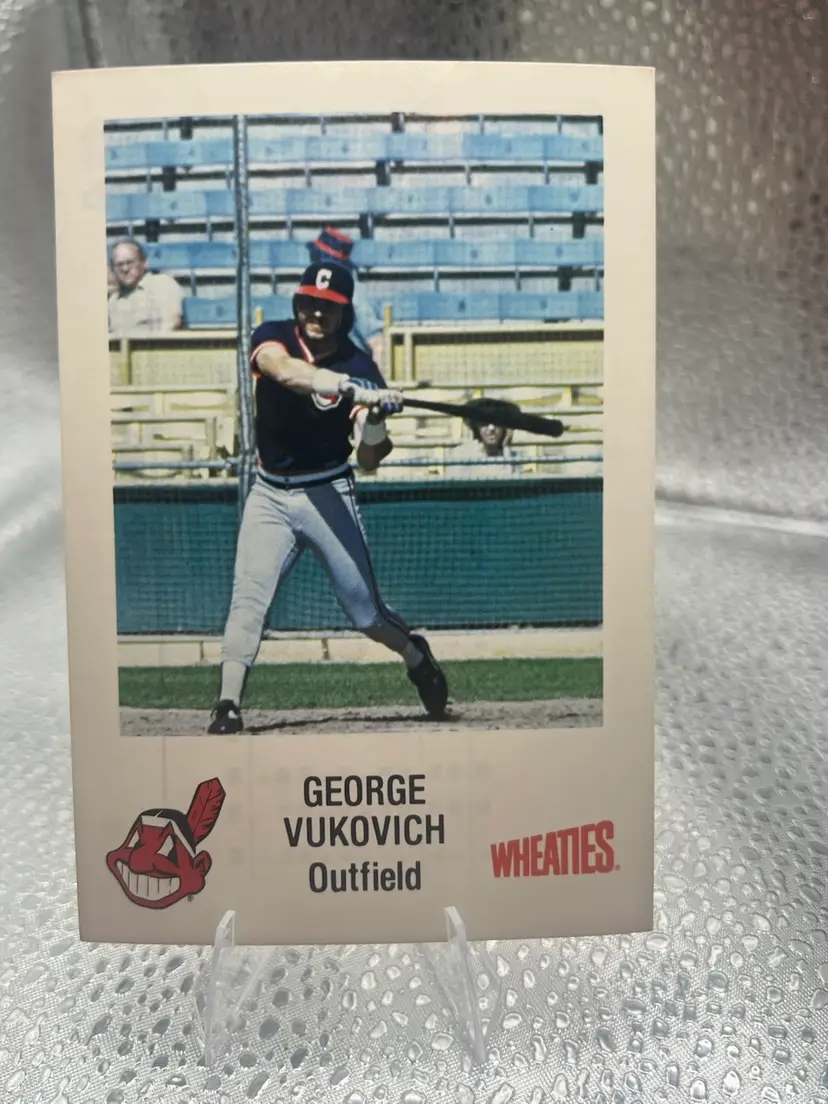 C
GEORGE
VUKOVICH
Outfield
WHEATIES®
®